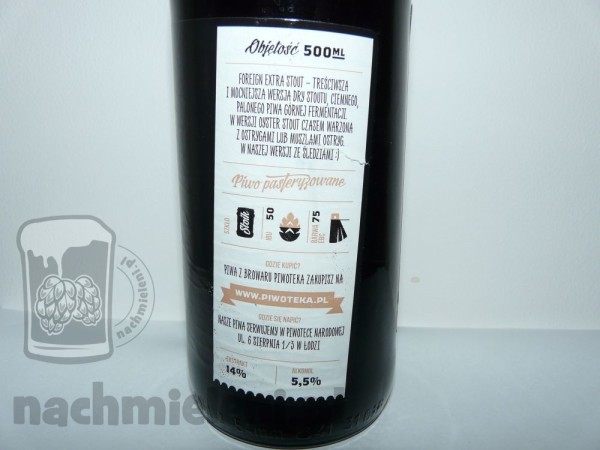 Objętość 500ML
FOREIGN EXTRA STOUT – TREŚCIWSZA
I MOCNIEJSZA WERSJA DRY STOUTU, CIEMNEGO,
PALONEGO PIWA GÓRNEJ FERMENTACJI.
W WERSJI OYSTER STOUT CZASEM WARZONA
Z OSTRYGAMI LUB MUSZLAMI OSTRYG.
W NASZEJ WERSJI ZE ŚLEDZIAMI :)
Piwo pasteryzowane
50 IBU
BARWA 75 EBC
GDZIE KUPIĆ?
PIWA Z BROWARU PIWOTEKA ZAKUPISZ NA
WWW.PIWOTEKA.PL
GDZIE SIĘ NAPIĆ?
NASZE PIWA SERWUJEMY W PIWOTECE NARODOWEJ
UL. 6 SIERPNIA 1/3 W ŁODZI
EKSTRAKT
14%
ALKOHOL
5,5%
nachmieleni.pl
nachmie